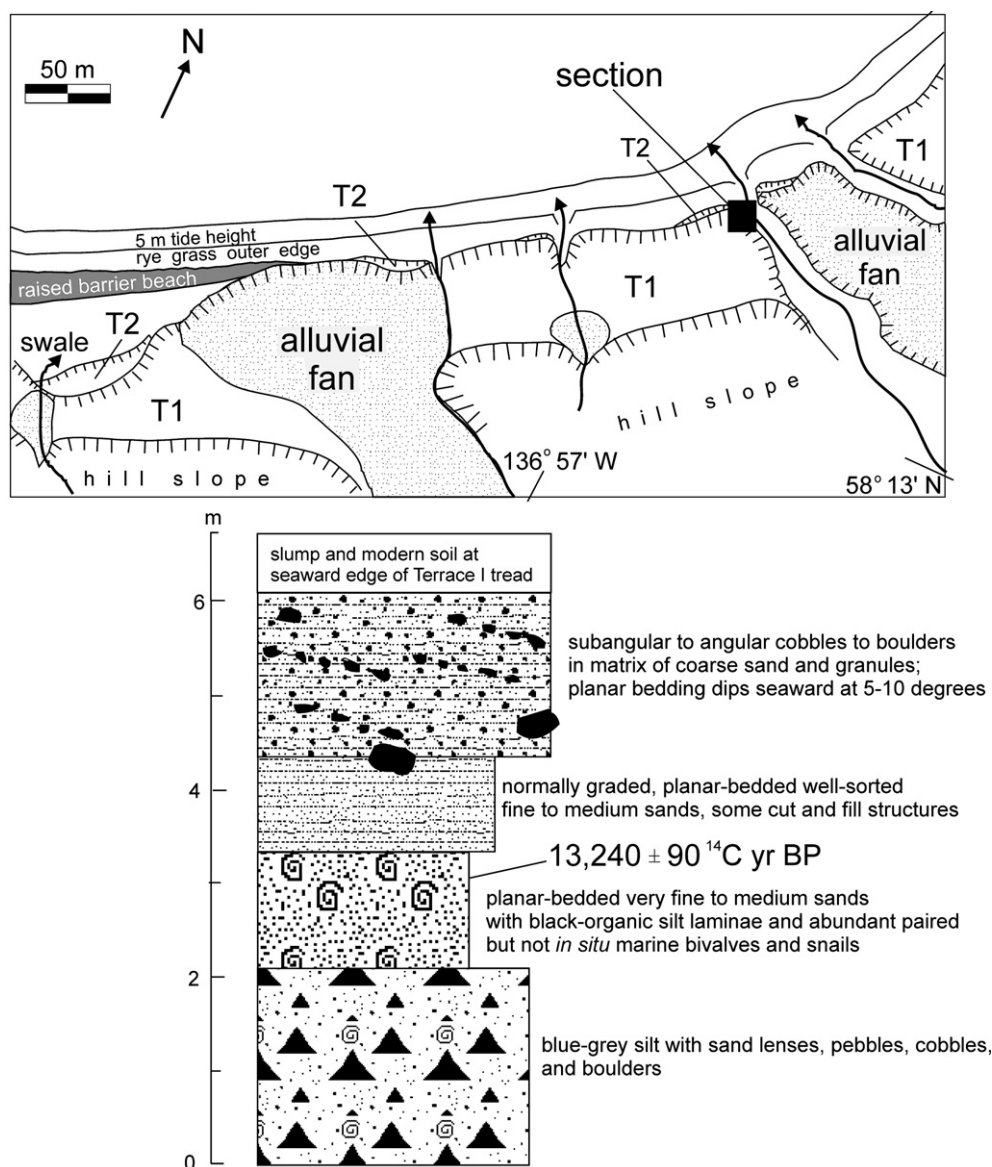 N
50 m
section
T2
T1
T2
5 m tide height
rye grass outer edge
raised barrier beach
alluvial
fan
T1
alluvial
fan
swale
T2
T1
hill slope
hill slope
136° 57' W
58° 13' N
m
slump and modern soil at
seaward edge of Terrace I tread
6
subangular to angular cobbles to boulders
in matrix of coarse sand and granules;
planar bedding dips seaward at 5-10 degrees
4
normally graded, planar-bedded well-sorted
fine to medium sands, some cut and fill structures
13,240 ± 90 ¹⁴C yr BP
planar-bedded very fine to medium sands
with black-organic silt laminae and abundant paired
but not in situ marine bivalves and snails
2
blue-grey silt with sand lenses, pebbles, cobbles,
and boulders
0